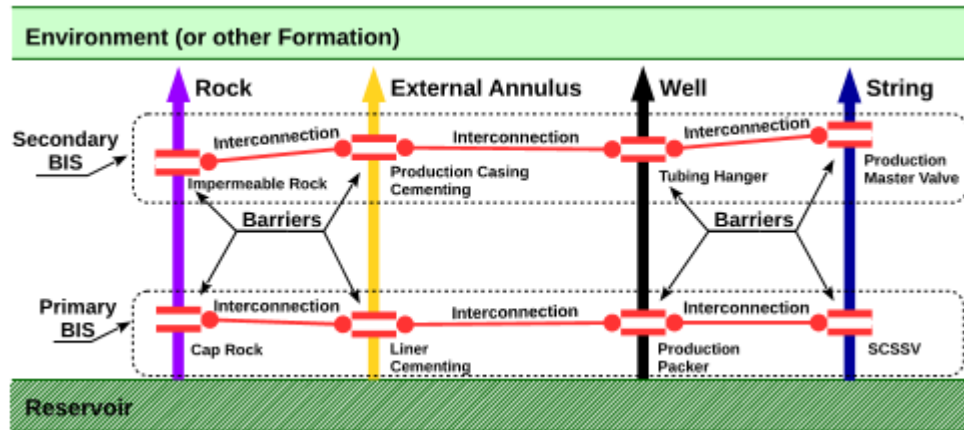 Environment (or other Formation)
Rock
External Annulus
Well
String
Secondary
BIS
Interconnection
Interconnection
Interconnection
Impermeable Rock
Production Casing
Cementing
Tubing Hanger
Production
Master Valve
Barriers
Barriers
Primary
BIS
Interconnection
Interconnection
Interconnection
Cap Rock
Liner
Cementing
Production
Packer
SCSSV
Reservoir